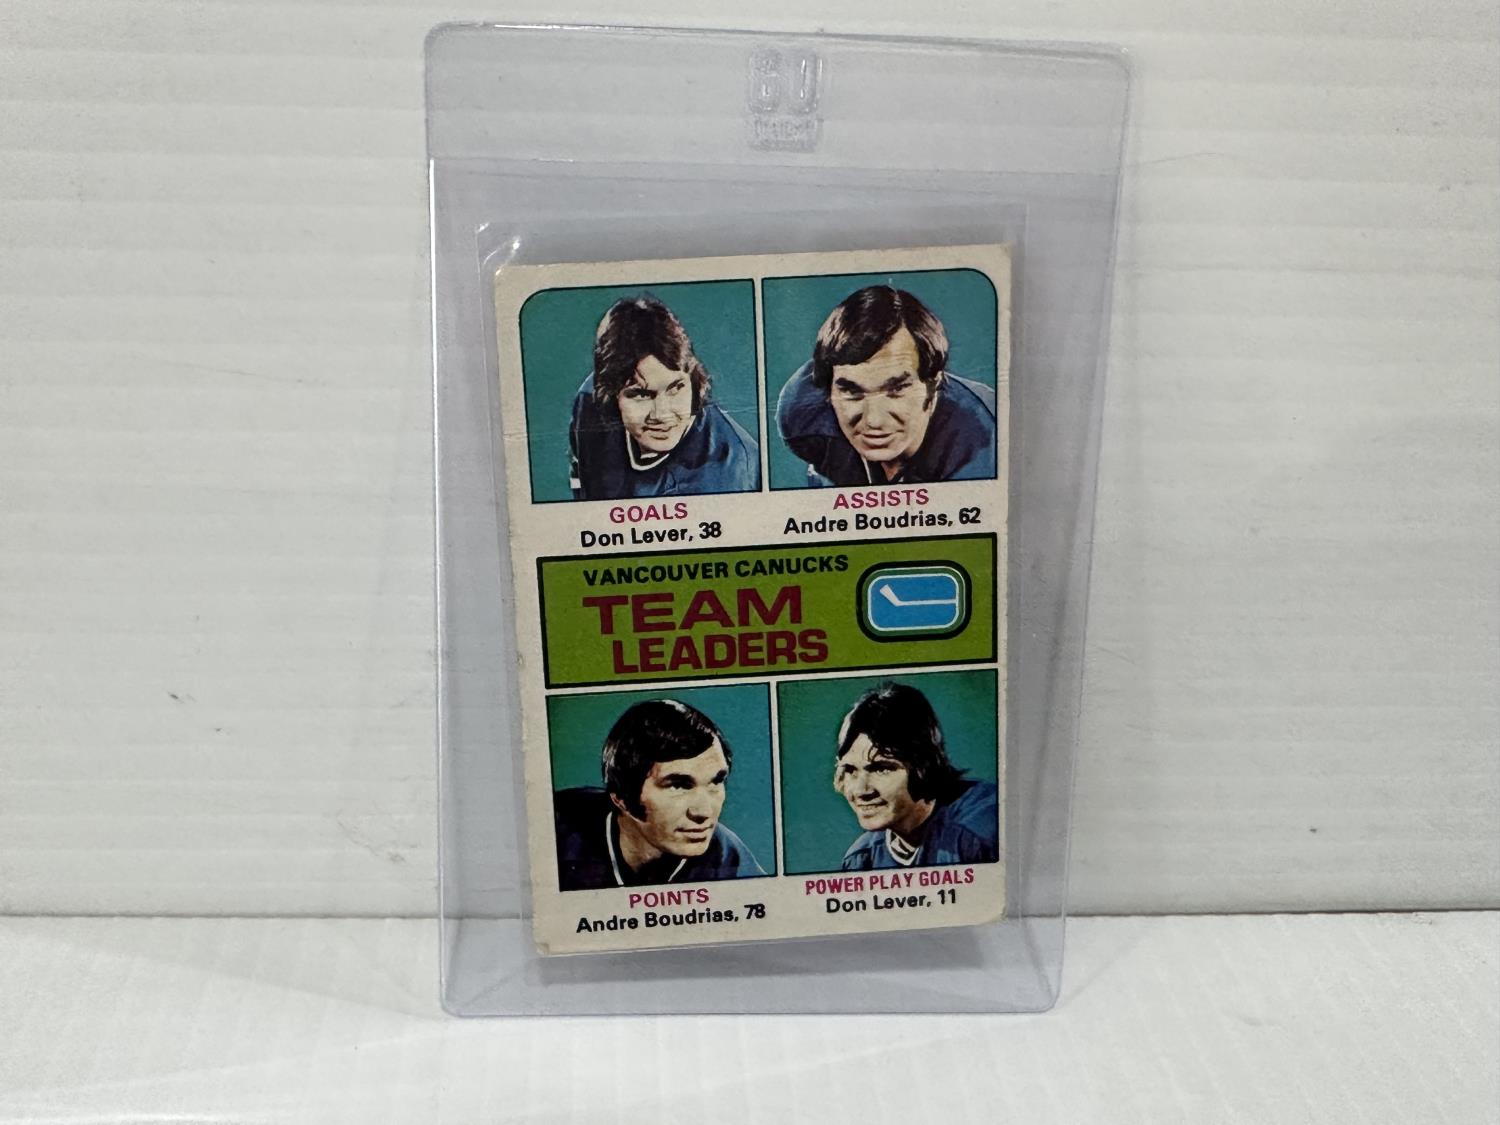 GOALS
Don Lever, 38
ASSISTS
Andre Boudrias, 62
VANCOUVER CANUCKS
TEAM
LEADERS
POINTS
Andre Boudrias, 78
POWER PLAY GOALS
Don Lever, 11